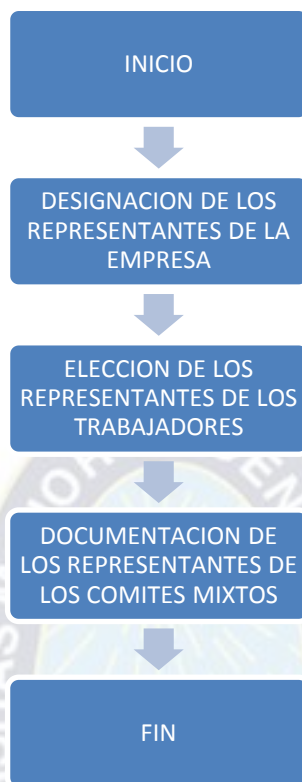 INICIO
DESIGNACION DE LOS
REPRESENTANTES DE LA
EMPRESA
ELECCION DE LOS
REPRESENTANTES DE LOS
TRABAJADORES
DOCUMENTACION DE
LOS REPRESENTANTES DE
LOS COMITES MIXTOS
FIN